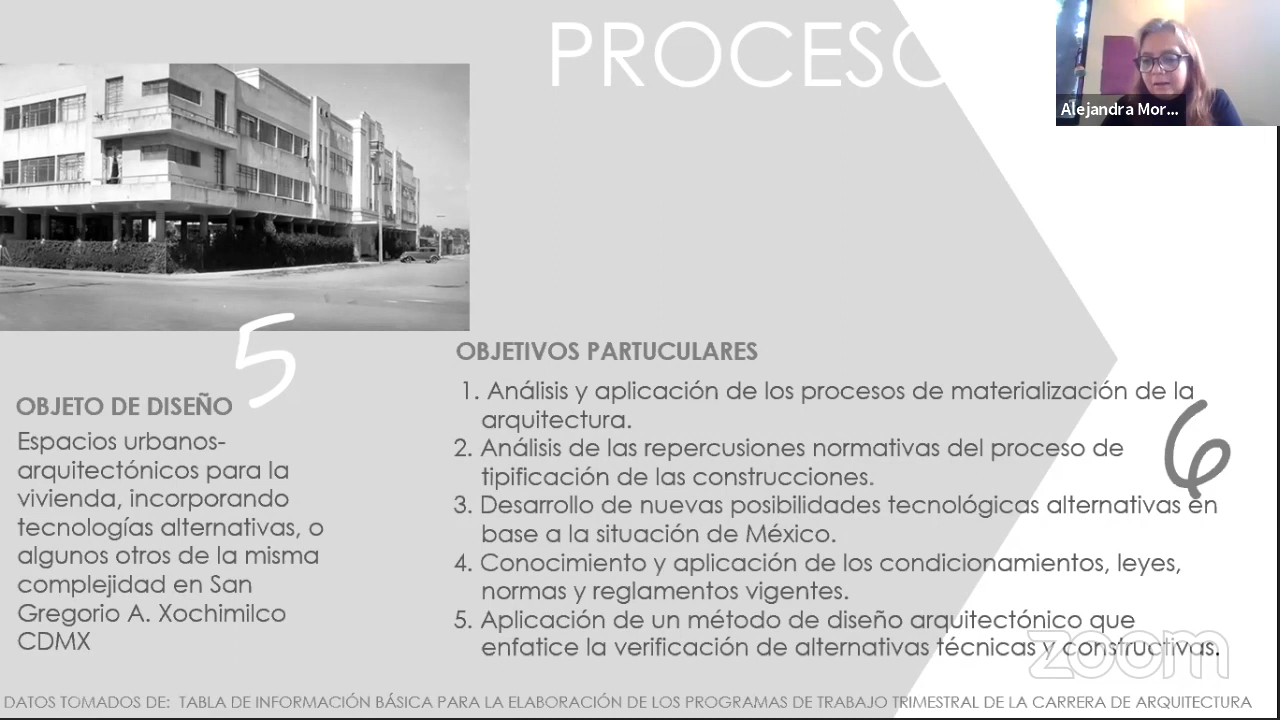 PROCESO
Alejandra Mor...
5
OBJETO DE DISEÑO
Espacios urbanos-
arquitectónicos para la
vivienda, incorporando
tecnologías alternativas, o
algunos otros de la misma
complejidad en San
Gregorio A. Xochimilco
CDMX
OBJETIVOS PARTUCULARES
1. Análisis y aplicación de los procesos de materialización de la
arquitectura.
2. Análisis de las repercusiones normativas del proceso de
tipificación de las construcciones.
3. Desarrollo de nuevas posibilidades tecnológicas alternativas en
base a la situación de México.
4. Conocimiento y aplicación de los condicionamientos, leyes,
normas y reglamentos vigentes.
5. Aplicación de un método de diseño arquitectónico que
enfatice la verificación de alternativas técnicas y constructivas.
6
zoom
DATOS TOMADOS DE: TABLA DE INFORMACIÓN BÁSICA PARA LA ELABORACIÓN DE LOS PROGRAMAS DE TRABAJO TRIMESTRAL DE LA CARRERA DE ARQUITECTURA